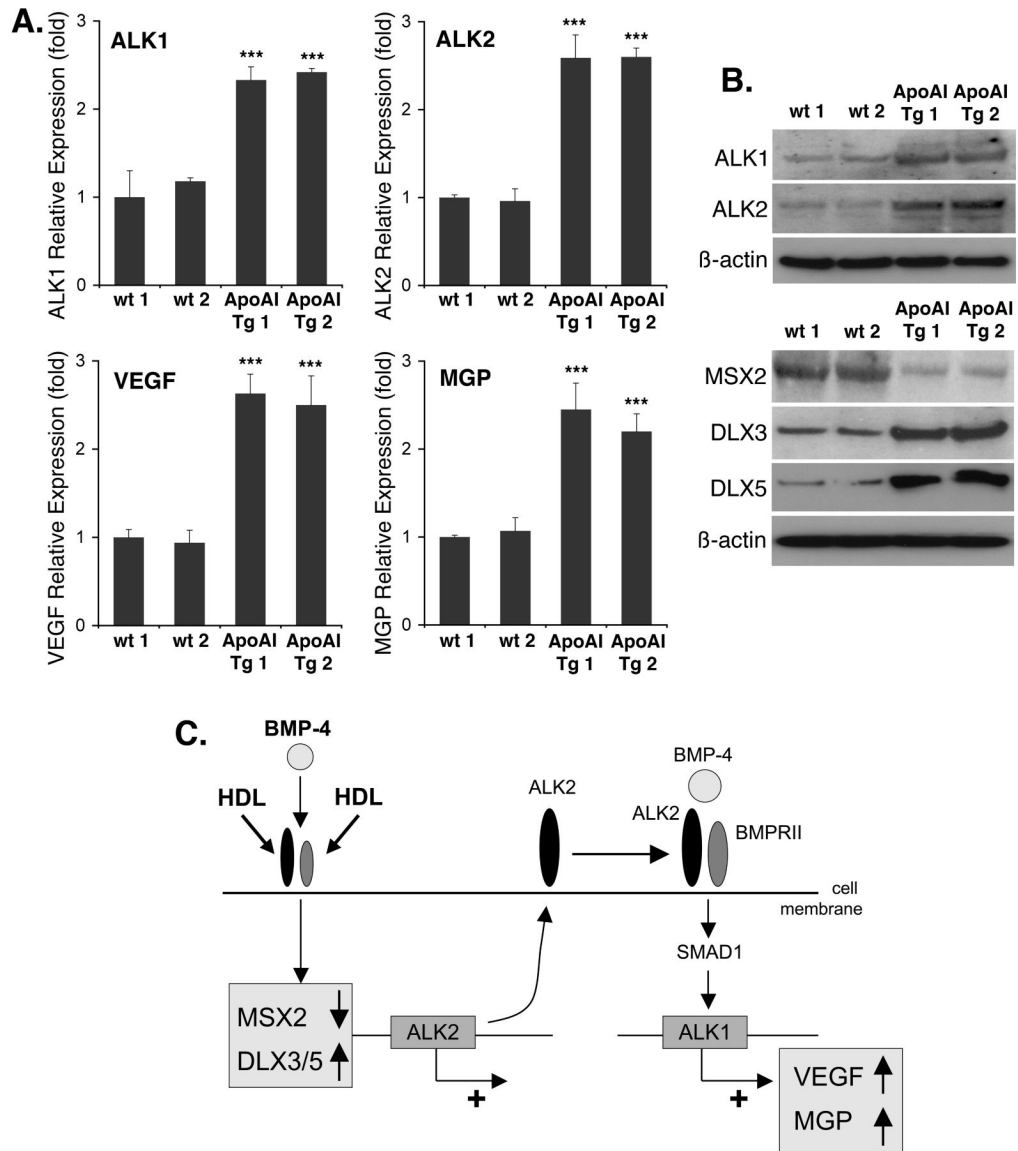 A.
ALK1 Relative Expression (fold)
3
2
1
0
ALK1
***
***
wt 1
wt 2
ApoAI
Tg 1
ApoAI
Tg 2
ALK2 Relative Expression (fold)
3
2
1
0
ALK2
***
***
wt 1
wt 2
ApoAI
Tg 1
ApoAI
Tg 2
VEGF Relative Expression (fold)
3
2
1
0
VEGF
***
***
wt 1
wt 2
ApoAI
Tg 1
ApoAI
Tg 2
MGP Relative Expression (fold)
3
2
1
0
MGP
***
***
wt 1
wt 2
ApoAI
Tg 1
ApoAI
Tg 2
B.
wt 1
wt 2
ApoAI
Tg 1
ApoAI
Tg 2
ALK1
ALK2
ß-actin
wt 1
wt 2
ApoAI
Tg 1
ApoAI
Tg 2
MSX2
DLX3
DLX5
ß-actin
C.
BMP-4
HDL
HDL
ALK2
BMP-4
ALK2
BMPRII
cell
membrane
SMAD1
MSX2
DLX3/5
ALK2
+
ALK1
+
VEGF
MGP